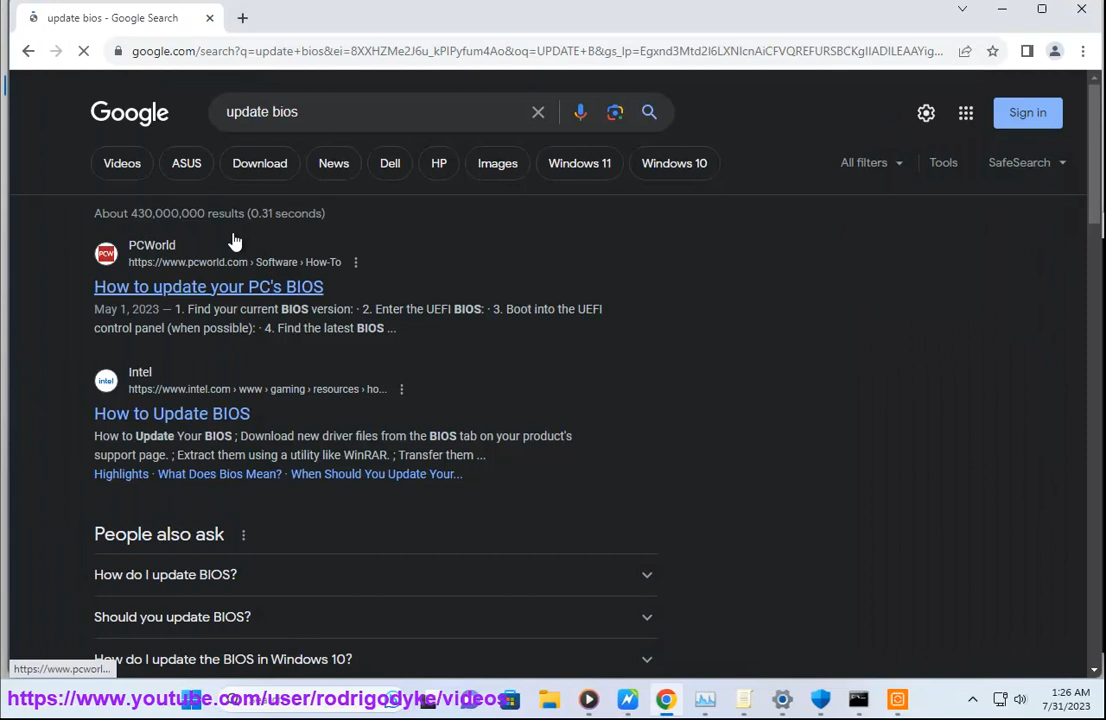 update bios - Google Search
google.com/search?q=update+bios&ei=8XXHZMe2J6u_kPIPyfum4Ao&oq=UPDATE+B&gs_lp=Egxnd3Mtd2l6LXNlcnAiCFVQREFURSBCKgIIADILEAAYig...
Google
update bios
Sign in
Videos
ASUS
Download
News
Dell
HP
Images
Windows 11
Windows 10
All filters
Tools
SafeSearch
About 430,000,000 results (0.31 seconds)
PCW
PCWorld
https://www.pcworld.com › Software › How-To
How to update your PC's BIOS
May 1, 2023 — 1. Find your current BIOS version: · 2. Enter the UEFI BIOS: · 3. Boot into the UEFI
control panel (when possible): · 4. Find the latest BIOS ...
intel
Intel
https://www.intel.com › www › gaming › resources › ho...
How to Update BIOS
How to Update Your BIOS ; Download new driver files from the BIOS tab on your product's
support page. ; Extract them using a utility like WinRAR. ; Transfer them ...
Highlights · What Does Bios Mean? · When Should You Update Your...
People also ask
How do I update BIOS?
Should you update BIOS?
How do I update the BIOS in Windows 10?
https://www.pcworl...
https://www.youtube.com/user/rodrigodyke/videos
1:26 AM
7/31/2023